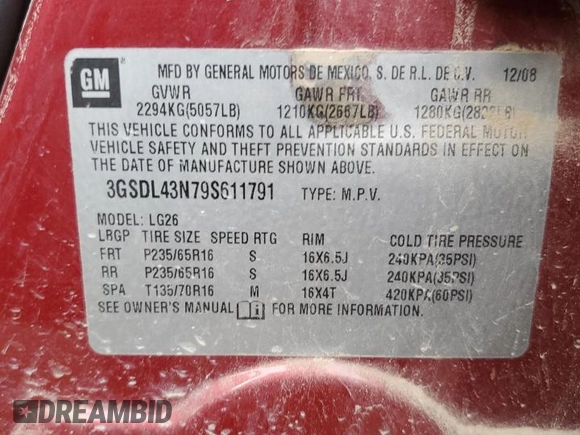 GM
MFD BY GENERAL MOTORS DE MEXICO, S. DE R.L. DE C.V. 12/08
GVWR GAWR FRT GAWR RR
2294KG(5057LB) 1210KG(2667LB) 1280KG(2822LB)
THIS VEHICLE CONFORMS TO ALL APPLICABLE U.S. FEDERAL MOTOR
VEHICLE SAFETY AND THEFT PREVENTION STANDARDS IN EFFECT ON
THE DATE OF MANUFACTURE SHOWN ABOVE.
3GSDL43N79S611791 TYPE: M.P.V.
MODEL: LG26
LRGP TIRE SIZE SPEED RTG RIM COLD TIRE PRESSURE
FRT P235/65R16 S 16X6.5J 240KPA(35PSI)
RR P235/65R16 S 16X6.5J 240KPA(35PSI)
SPA T135/70R16 M 16X4T 420KPA(60PSI)
SEE OWNER'S MANUAL FOR MORE INFORMATION.
DREAMBID